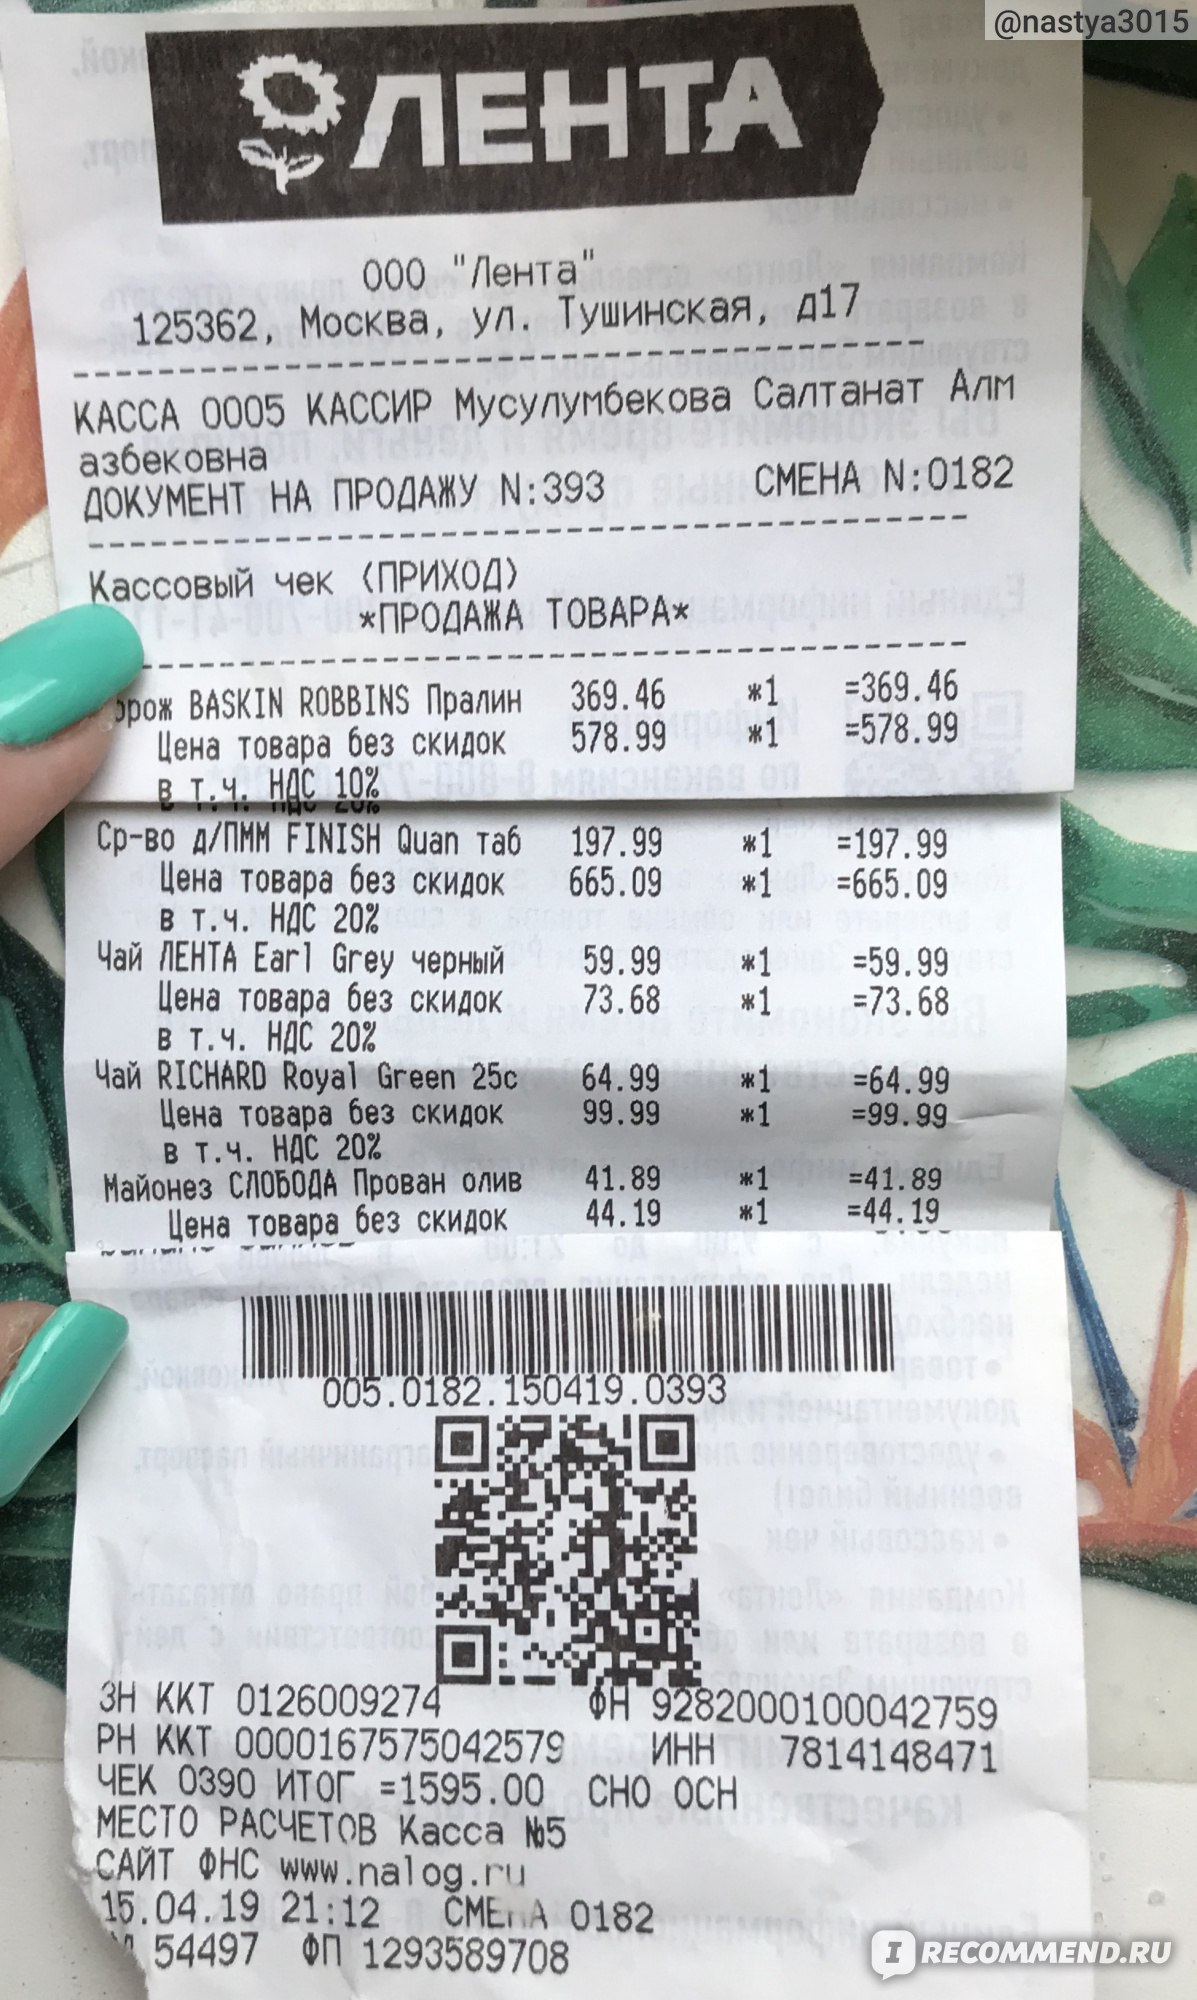 @nastya3015
ЛЕНТА
ООО "Лента"
125362, Москва, ул. Тушинская, д17
КАССА 0005 КАССИР Мусулумбекова Салтанат Алм
азбековна
ДОКУМЕНТ НА ПРОДАЖУ N:393 СМЕНА N:0182
Кассовый чек (ПРИХОД)
*ПРОДАЖА ТОВАРА*
орож BASKIN ROBBINS Пралин 369.46 *1 =369.46
Цена товара без скидок 578.99 *1 =578.99
в т.ч. НДС 10%
Ср-во д/ПММ FINISH Quan таб 197.99 *1 =197.99
Цена товара без скидок 665.09 *1 =665.09
в т.ч. НДС 20%
Чай ЛЕНТА Earl Grey черный 59.99 *1 =59.99
Цена товара без скидок 73.68 *1 =73.68
в т.ч. НДС 20%
Чай RICHARD Royal Green 25с 64.99 *1 =64.99
Цена товара без скидок 99.99 *1 =99.99
в т.ч. НДС 20%
Майонез СЛОБОДА Прован олив 41.89 *1 =41.89
Цена товара без скидок 44.19 *1 =44.19
005.0182.150419.0393
ЗН ККТ 0126009274 ФН 9282000100042759
РН ККТ 0000167575042579 ИНН 7814148471
ЧЕК 0390 ИТОГ =1595.00 СНО ОСН
МЕСТО РАСЧЕТОВ Касса №5
САЙТ ФНС www.nalog.ru
15.04.19 21:12 СМЕНА 0182
54497 ФП 1293589708
IRECOMMEND.RU